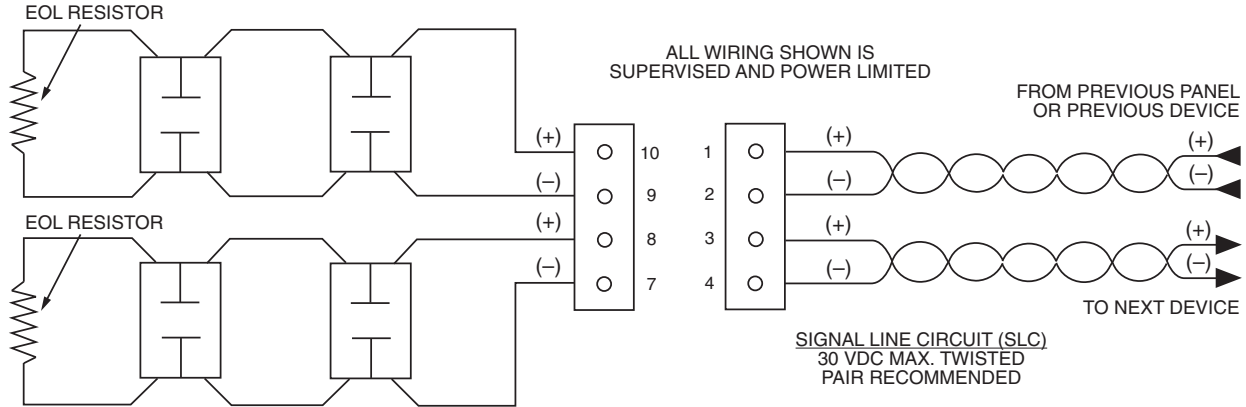 EOL RESISTOR
ALL WIRING SHOWN IS
SUPERVISED AND POWER LIMITED
FROM PREVIOUS PANEL
OR PREVIOUS DEVICE
(+)
10
1
(+)
(+)
(–)
9
2
(–)
(–)
EOL RESISTOR
(+)
8
3
(+)
(+)
(–)
7
4
(–)
(–)
TO NEXT DEVICE
SIGNAL LINE CIRCUIT (SLC)
30 VDC MAX. TWISTED
PAIR RECOMMENDED